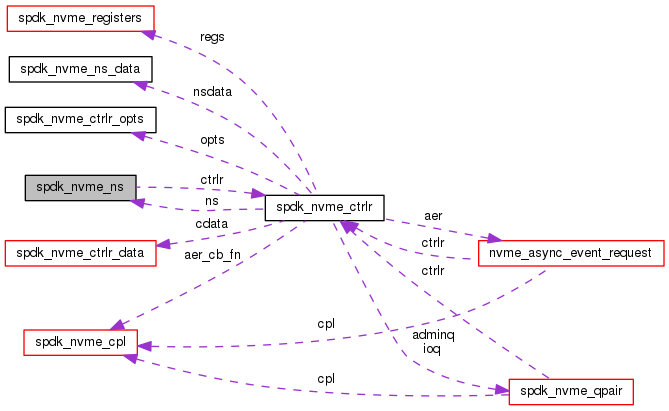 spdk_nvme_registers
regs
spdk_nvme_ns_data
nsdata
spdk_nvme_ctrlr_opts
opts
spdk_nvme_ns
ctrlr
ns
spdk_nvme_ctrlr
cdata
aer
spdk_nvme_ctrlr_data
aer_cb_fn
ctrlr
nvme_async_event_request
ctrlr
cpl
adminq
ioq
spdk_nvme_cpl
cpl
spdk_nvme_qpair